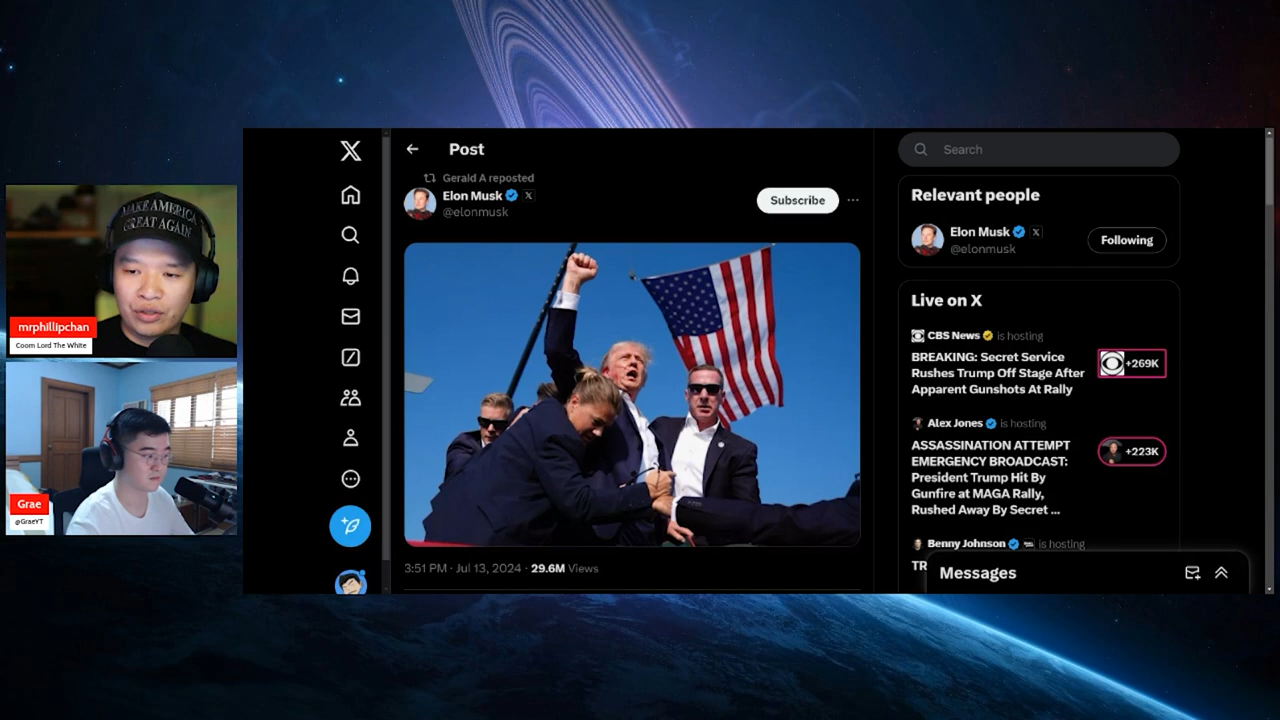 MAKE AMERICA
GREAT AGAIN
mrphillipchan
Coom Lord The White
Grae
@GraeYT
Post
Gerald A reposted
Elon Musk
@elonmusk
Subscribe
3:51 PM · Jul 13, 2024 · 29.6M Views
Search
Relevant people
Elon Musk
@elonmusk
Following
Live on X
CBS News is hosting
BREAKING: Secret Service
Rushes Trump Off Stage After
Apparent Gunshots At Rally
+269K
Alex Jones is hosting
ASSASSINATION ATTEMPT
EMERGENCY BROADCAST:
President Trump Hit By
Gunfire at MAGA Rally,
Rushed Away By Secret ...
+223K
Benny Johnson is hosting
TR
Messages